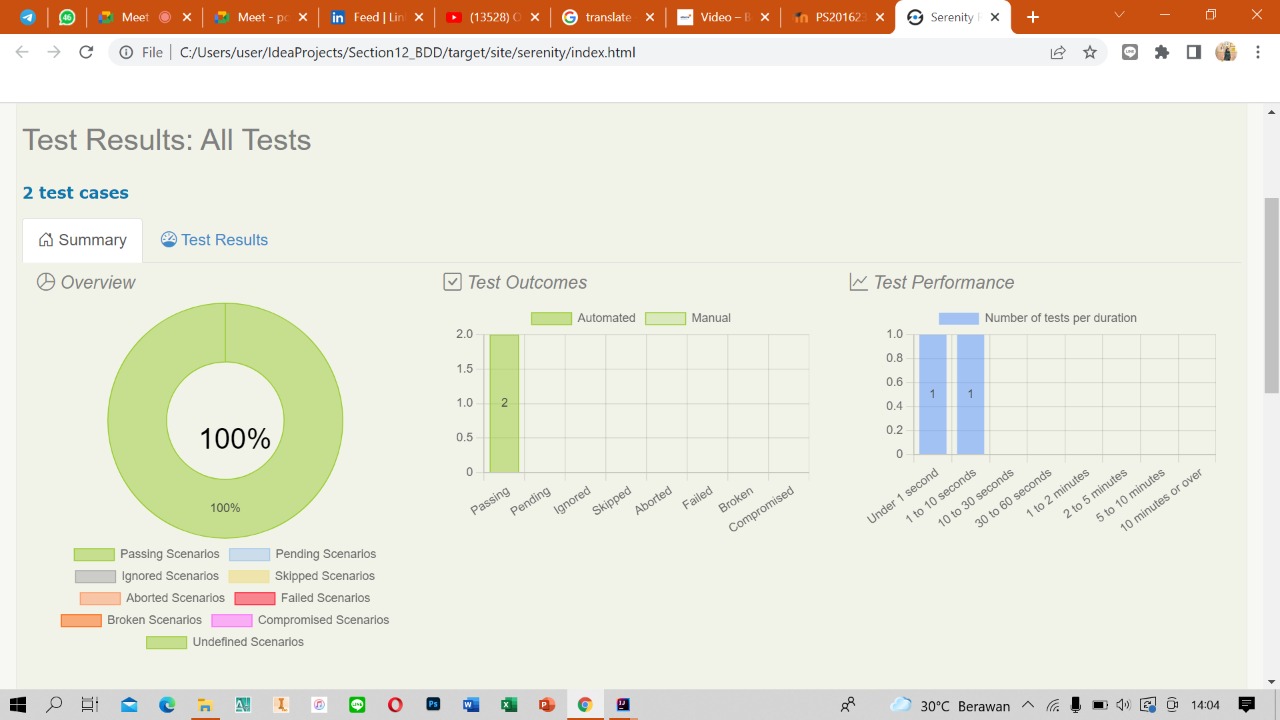 Meet
Meet - pc
Feed | Lin
(13528) C
translate
Video – B
PS201623
Serenity
File
C:/Users/user/IdeaProjects/Section12_BDD/target/site/serenity/index.html
Test Results: All Tests
2 test cases
Summary
Test Results
Overview
100%
100%
Passing Scenarios
Pending Scenarios
Ignored Scenarios
Skipped Scenarios
Aborted Scenarios
Failed Scenarios
Broken Scenarios
Compromised Scenarios
Undefined Scenarios
Test Outcomes
Automated
Manual
2.0
1.5
1.0
0.5
0
2
Passing
Pending
Ignored
Skipped
Aborted
Failed
Broken
Compromised
Test Performance
Number of tests per duration
1.0
0.8
0.6
0.4
0.2
0
1
1
Under 1 second
1 to 10 seconds
10 to 30 seconds
30 to 60 seconds
1 to 2 minutes
2 to 5 minutes
5 to 10 minutes
10 minutes or over
30°C Berawan
14:04